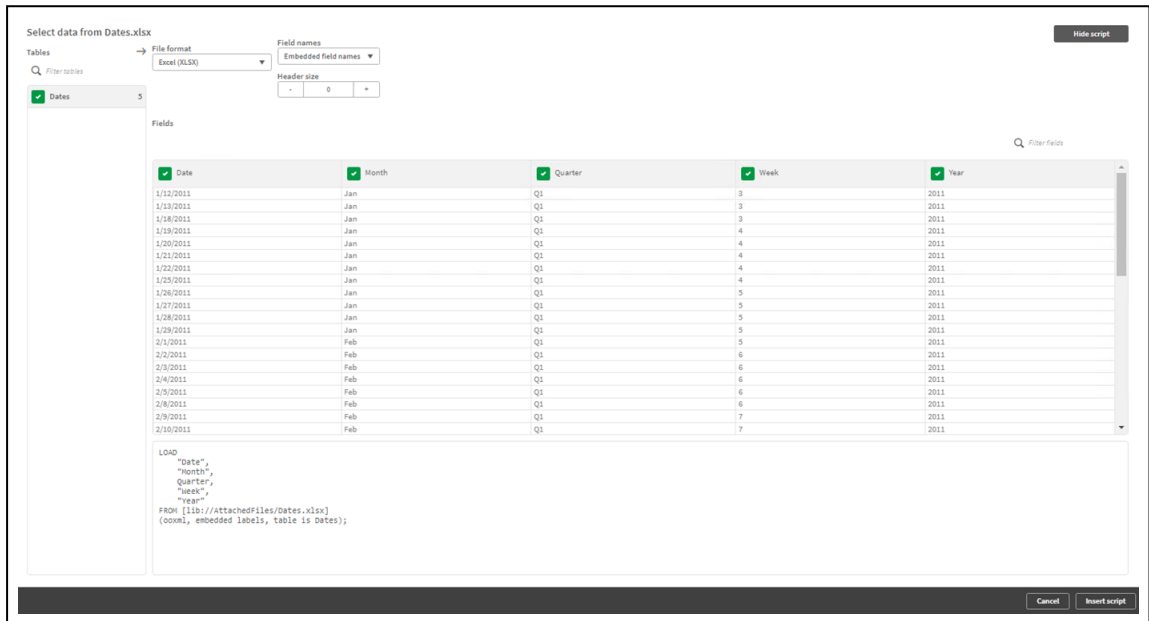 Select data from Dates.xlsx
Hide script
Tables
File format
Field names
Excel (XLSX)
Embedded field names
Filter tables
Header size
- 0 +
Dates 5
Fields
Filter fields
Date Month Quarter Week Year
1/12/2011 Jan Q1 3 2011
1/13/2011 Jan Q1 3 2011
1/18/2011 Jan Q1 3 2011
1/19/2011 Jan Q1 4 2011
1/20/2011 Jan Q1 4 2011
1/21/2011 Jan Q1 4 2011
1/22/2011 Jan Q1 4 2011
1/25/2011 Jan Q1 4 2011
1/26/2011 Jan Q1 5 2011
1/27/2011 Jan Q1 5 2011
1/28/2011 Jan Q1 5 2011
1/29/2011 Jan Q1 5 2011
2/1/2011 Feb Q1 5 2011
2/2/2011 Feb Q1 6 2011
2/3/2011 Feb Q1 6 2011
2/4/2011 Feb Q1 6 2011
2/5/2011 Feb Q1 6 2011
2/8/2011 Feb Q1 6 2011
2/9/2011 Feb Q1 7 2011
2/10/2011 Feb Q1 7 2011
LOAD
"Date",
"Month",
Quarter,
"Week",
"Year"
FROM [lib://AttachedFiles/Dates.xlsx]
(ooxml, embedded labels, table is Dates);
Cancel Insert script